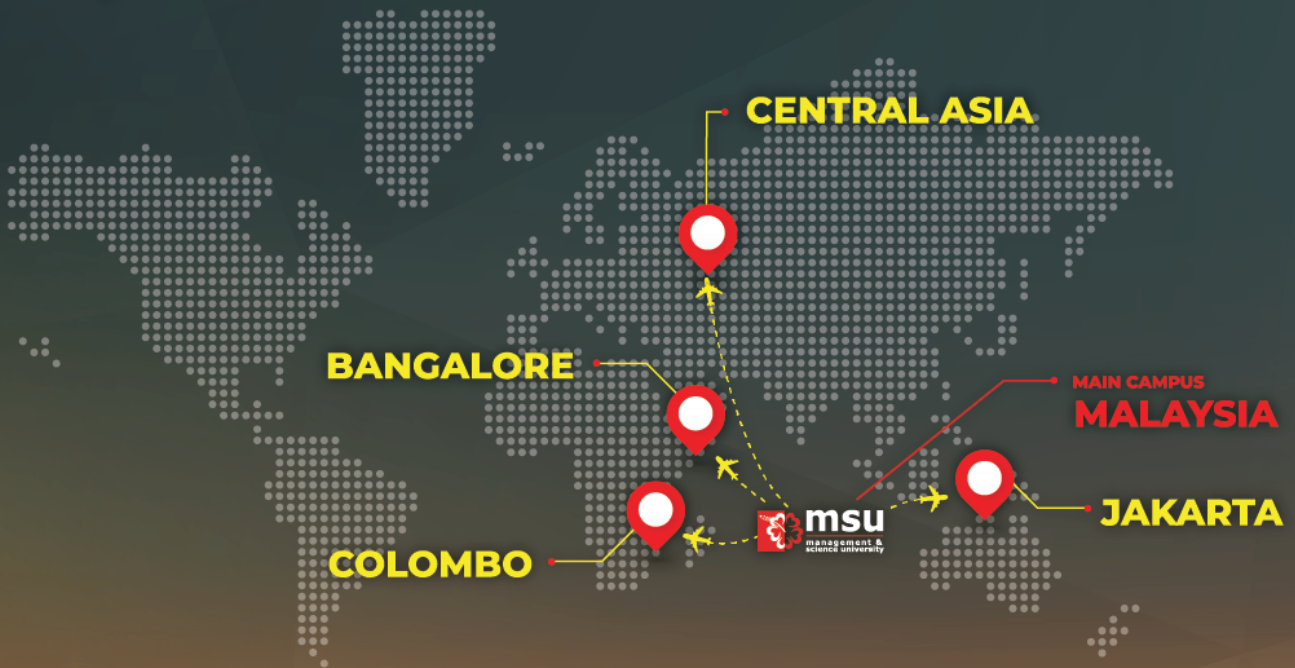 CENTRAL ASIA
BANGALORE
MAIN CAMPUS
MALAYSIA
JAKARTA
msu
management &
science university
COLOMBO